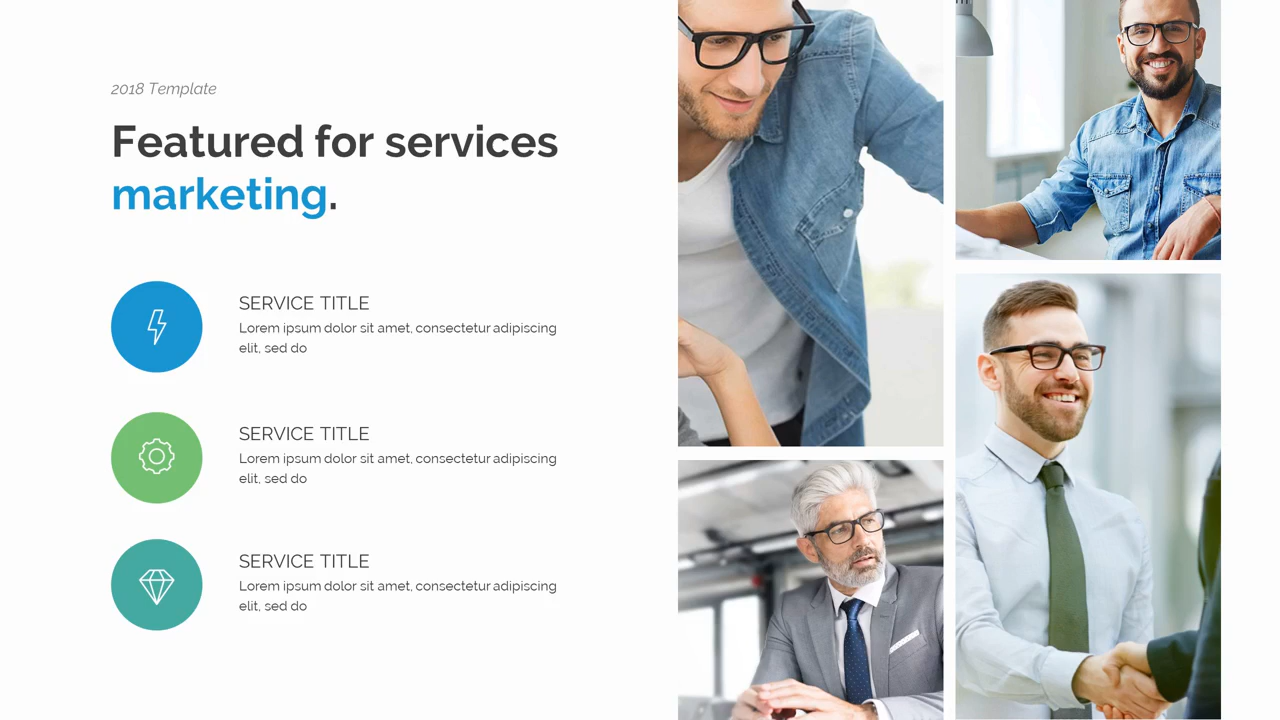 2018 Template
Featured for services
marketing.
SERVICE TITLE
Lorem ipsum dolor sit amet, consectetur adipiscing
elit, sed do
SERVICE TITLE
Lorem ipsum dolor sit amet, consectetur adipiscing
elit, sed do
SERVICE TITLE
Lorem ipsum dolor sit amet, consectetur adipiscing
elit, sed do